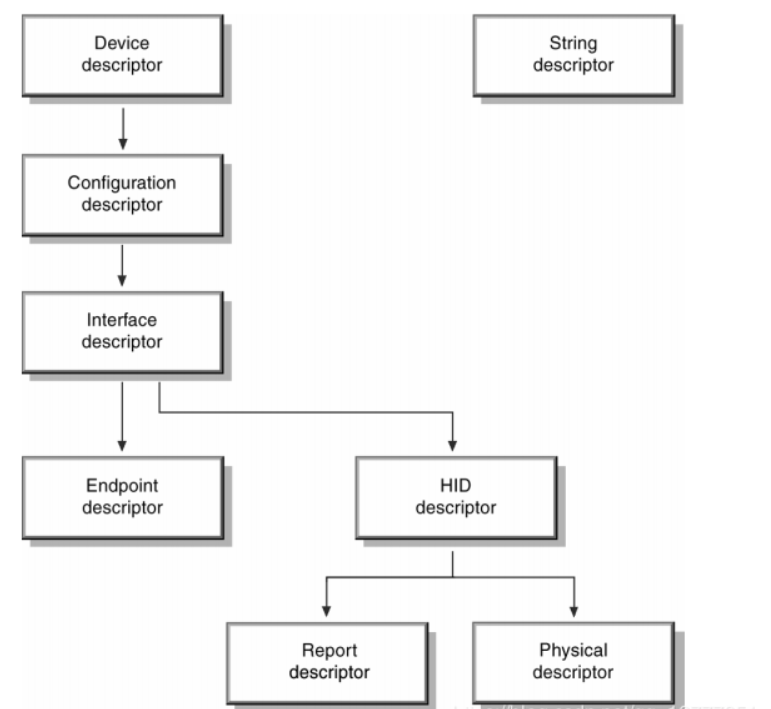 Device
descriptor
String
descriptor
Configuration
descriptor
Interface
descriptor
Endpoint
descriptor
HID
descriptor
Report
descriptor
Physical
descriptor